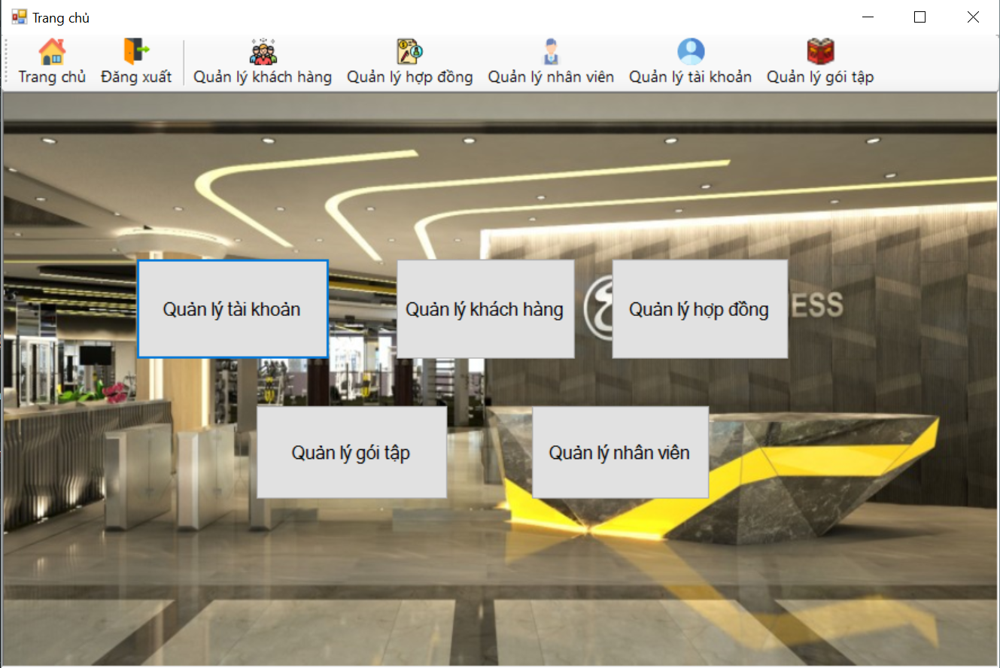 Trang chủ
Trang chủ Đăng xuất Quản lý khách hàng Quản lý hợp đồng Quản lý nhân viên Quản lý tài khoản Quản lý gói tập
Quản lý tài khoản Quản lý khách hàng Quản lý hợp đồng ESS
Quản lý gói tập Quản lý nhân viên